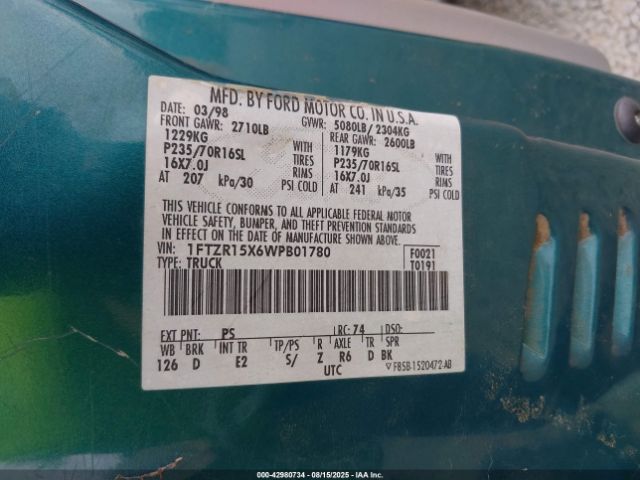 MFD. BY FORD MOTOR CO. IN U.S.A.
DATE: 03/98 GVWR: 5080LB/ 2304KG
FRONT GAWR: 2710LB REAR GAWR: 2600LB
1229KG 1179KG
P235/70R16SL TIRES P235/70R16SL TIRES
16X7.0J RIMS 16X7.0J RIMS
AT 207 kPa/30 PSI COLD AT 241 kPa/35 PSI COLD
THIS VEHICLE CONFORMS TO ALL APPLICABLE FEDERAL MOTOR
VEHICLE SAFETY, BUMPER, AND THEFT PREVENTION STANDARDS
IN EFFECT ON THE DATE OF MANUFACTURE SHOWN ABOVE.
VIN: 1FTZR15X6WPB01780 F0021
TYPE: TRUCK T0191
EXT PNT: PS RC: 74 DSO:
WB BRK INT TR TP/PS R AXLE TR SPR
126 D E2 S/ Z R6 D BK
UTC F85B-1520472-AB
000-42980734 - 08/15/2025 - IAA Inc.